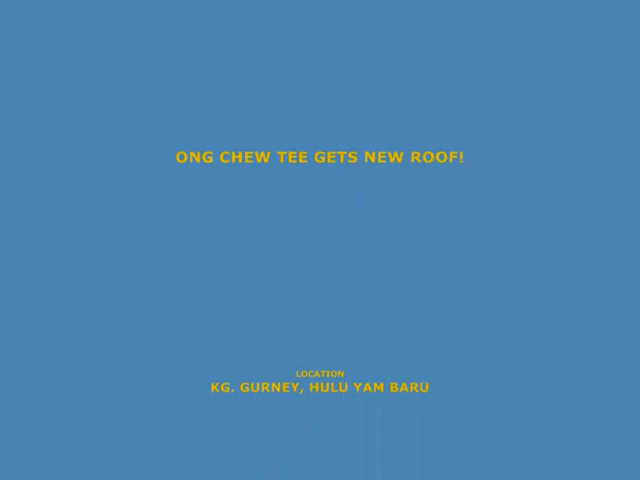 ONG CHEW TEE GETS NEW ROOF!
LOCATION
KG. GURNEY, HULU YAM BARU